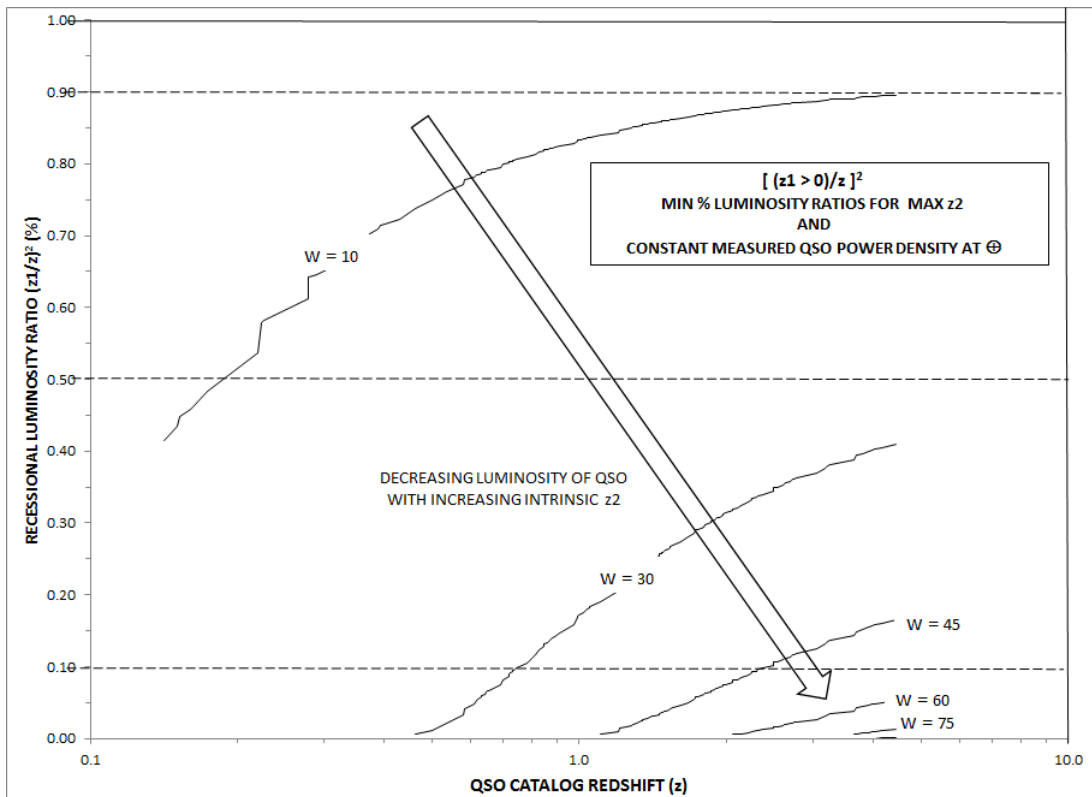 1.00
0.90
0.80
0.70
0.60
0.50
0.40
0.30
0.20
0.10
0.00
RECESSIONAL LUMINOSITY RATIO (z1/z)² (%)
[ (z1 > 0)/z ]²
MIN % LUMINOSITY RATIOS FOR MAX z2
AND
CONSTANT MEASURED QSO POWER DENSITY AT ⊕
W = 10
DECREASING LUMINOSITY OF QSO
WITH INCREASING INTRINSIC z2
W = 30
W = 45
W = 60
W = 75
0.1 1.0 10.0
QSO CATALOG REDSHIFT (z)